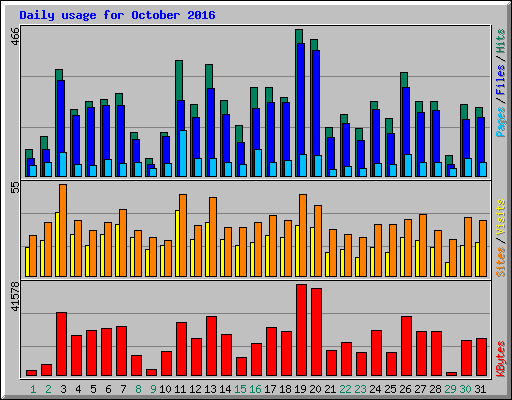 Daily usage for October 2016
466
Pages / Files / Hits
55
Sites / Visits
41578
KBytes
1 2 3 4 5 6 7 8 9 10 11 12 13 14 15 16 17 18 19 20 21 22 23 24 25 26 27 28 29 30 31